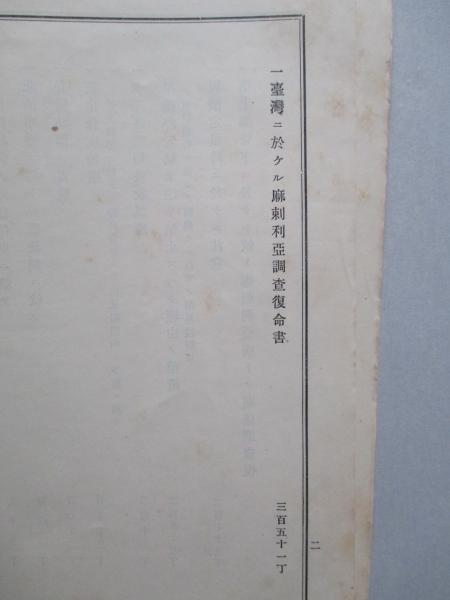 一臺灣ニ於ケル麻剌利亞調查復命書
三百五十一丁
二